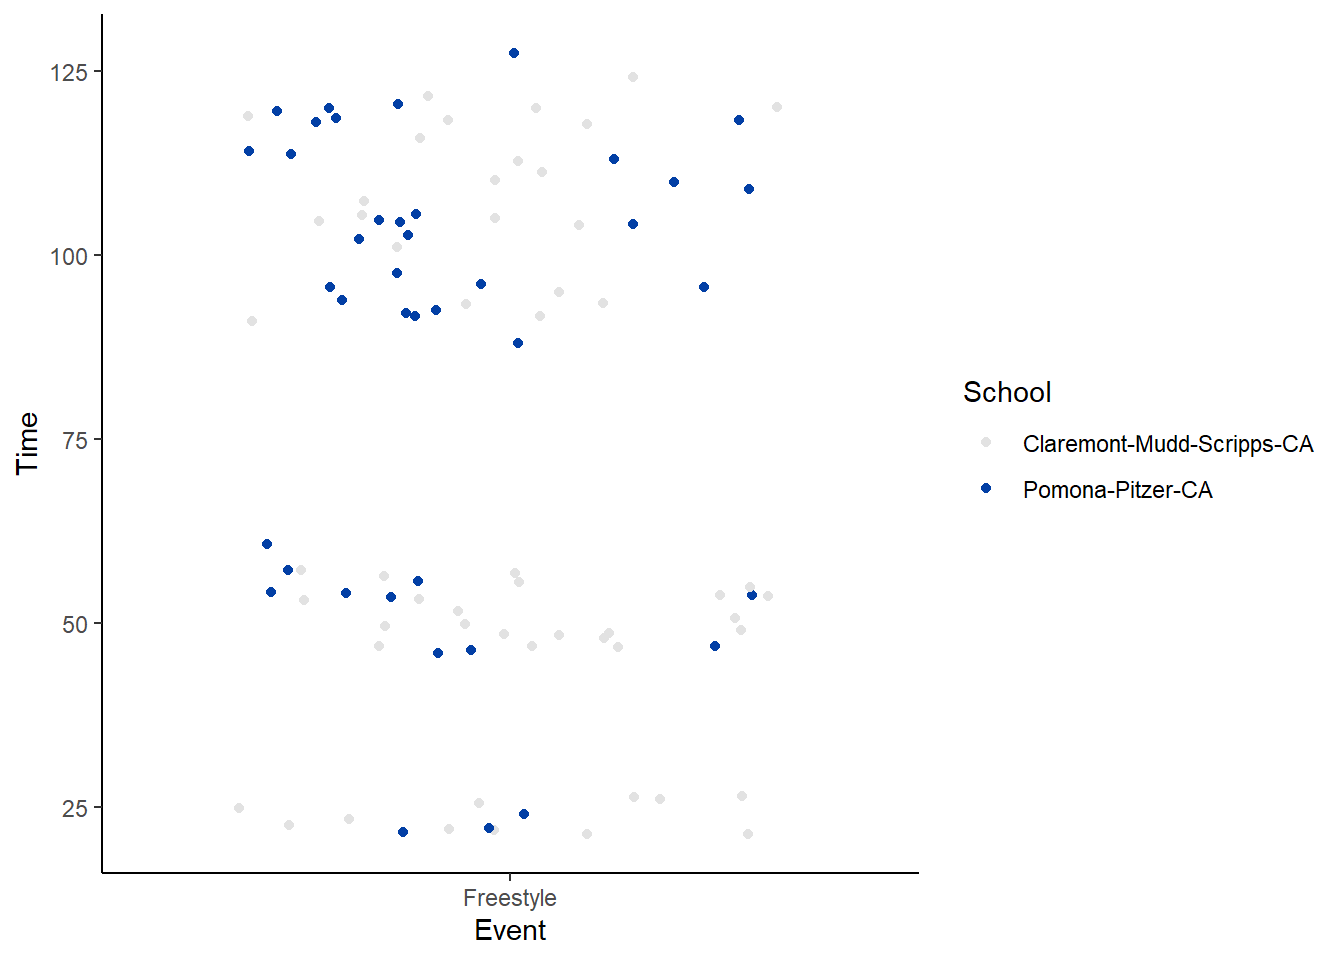 125
100
75
50
25
Time
Freestyle
Event
School
Claremont-Mudd-Scripps-CA
Pomona-Pitzer-CA